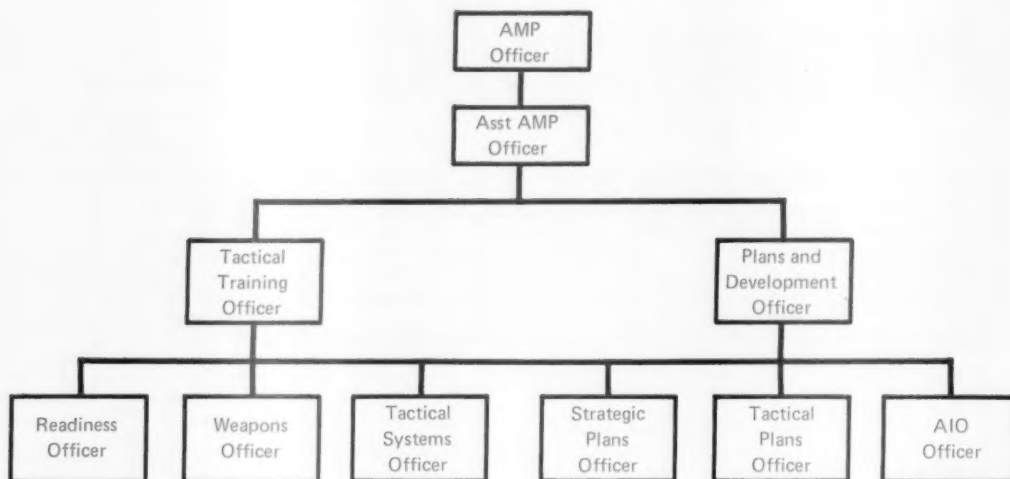 AMP
Officer
Asst AMP
Officer
Tactical
Training
Officer
Plans and
Development
Officer
Readiness
Officer
Weapons
Officer
Tactical
Systems
Officer
Strategic
Plans
Officer
Tactical
Plans
Officer
AIO
Officer